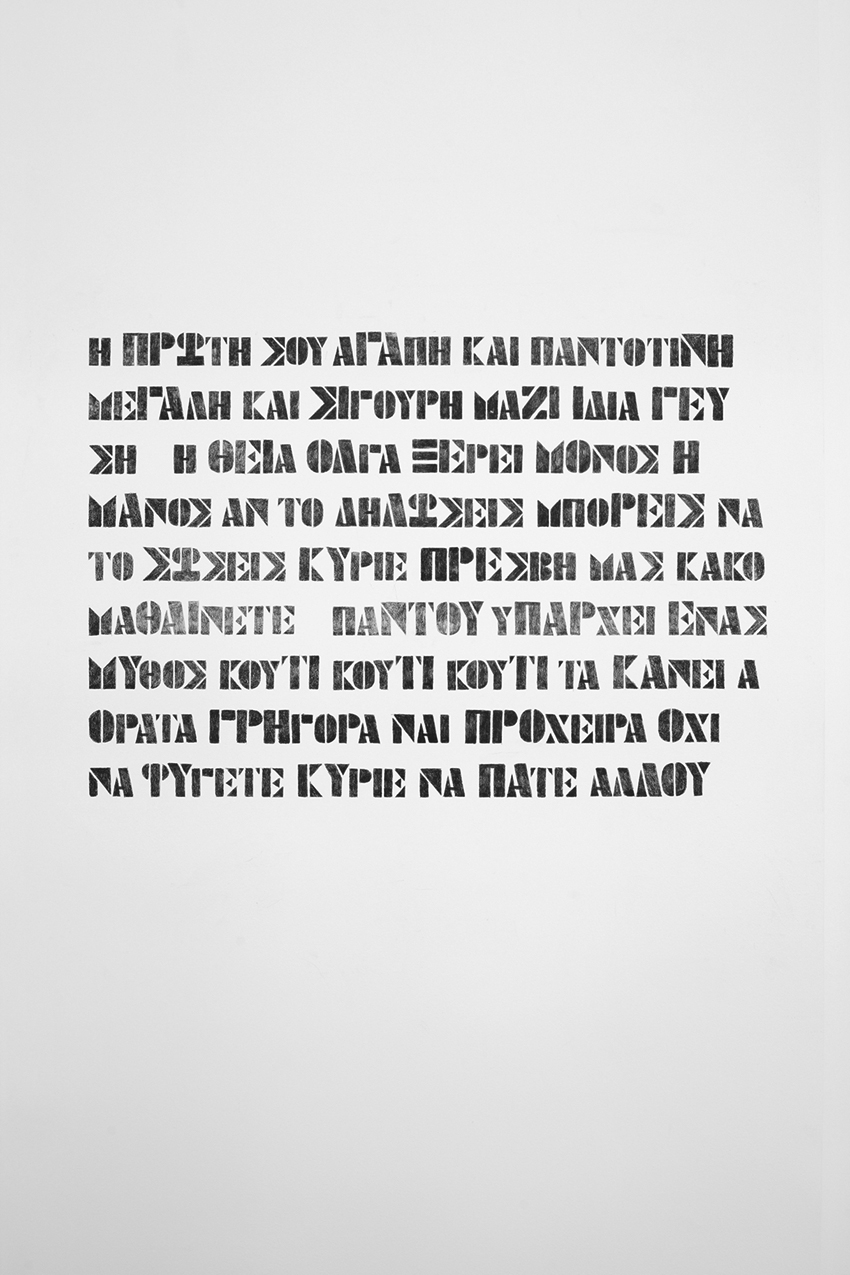 Η ΠΡΩΤΗ ΣΟΥ ΑΓΑΠΗ ΚΑΙ ΠΑΝΤΟΤΙΝΗ
ΜΕΓΑΛΗ ΚΑΙ ΣΙΓΟΥΡΗ ΜΑΖΙ ΙΔΙΑ ΓΕΥ
ΣΗ Η ΘΕΙΑ ΟΛΓΑ ΞΕΡΕΙ ΜΟΝΟΣ Η
ΜΑΝΟΣ ΑΝ ΤΟ ΔΗΛΩΣΕΙΣ ΜΠΟΡΕΙΣ ΝΑ
ΤΟ ΣΩΣΕΙΣ ΚΥΡΙΕ ΠΡΕΣΒΗ ΜΑΣ ΚΑΚΟ
ΜΑΘΑΙΝΕΤΕ ΠΑΝΤΟΥ ΥΠΑΡΧΕΙ ΕΝΑΣ
ΜΥΘΟΣ ΚΟΥΤΙ ΚΟΥΤΙ ΚΟΥΤΙ ΤΑ ΚΑΝΕΙ Α
ΟΡΑΤΑ ΓΡΗΓΟΡΑ ΝΑΙ ΠΡΟΧΕΙΡΑ ΟΧΙ
ΝΑ ΦΥΓΕΤΕ ΚΥΡΙΕ ΝΑ ΠΑΤΕ ΑΛΛΟΥ